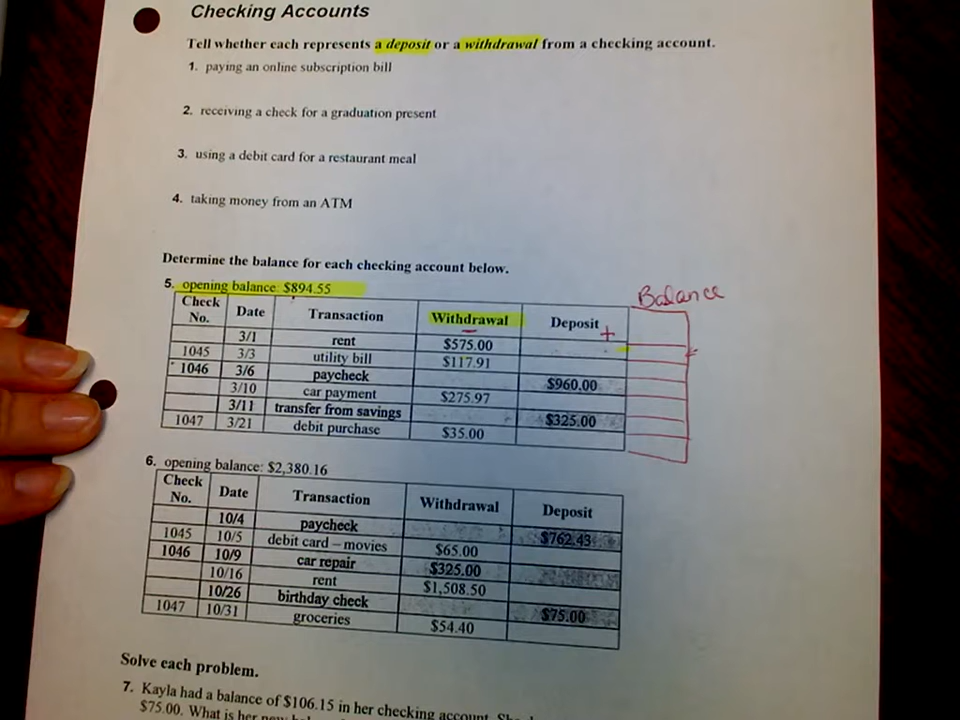 Checking Accounts
Tell whether each represents a deposit or a withdrawal from a checking account.
1. paying an online subscription bill
2. receiving a check for a graduation present
3. using a debit card for a restaurant meal
4. taking money from an ATM
Determine the balance for each checking account below.
5. opening balance: $894.55
Balance
Check No. Date Transaction Withdrawal Deposit
− +
3/1 rent $575.00
1045 3/3 utility bill $117.91
1046 3/6 paycheck $960.00
3/10 car payment $275.97
3/11 transfer from savings $325.00
1047 3/21 debit purchase $35.00
6. opening balance: $2,380.16
Check No. Date Transaction Withdrawal Deposit
10/4 paycheck $762.43
1045 10/5 debit card – movies $65.00
1046 10/9 car repair $325.00
10/16 rent $1,508.50
10/26 birthday check $75.00
1047 10/31 groceries $54.40
Solve each problem.
7. Kayla had a balance of $106.15 in her checking account.
$75.00. What is her